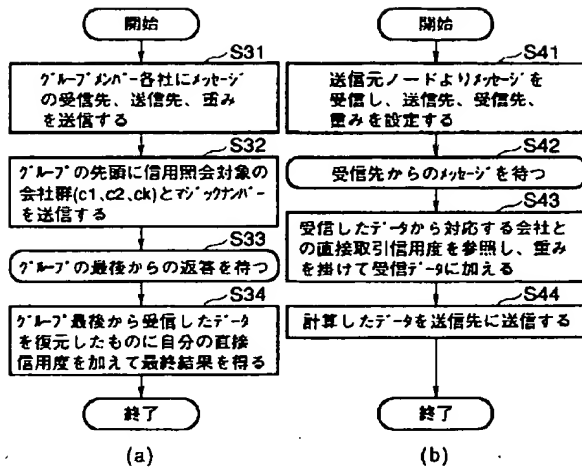 開始
S31
グループメンバー各社にメッセージ
の受信先、送信先、重み
を送信する
S32
グループの先頭に信用照会対象の
会社群(c1、c2、ck)とマジックナンバー
を送信する
S33
グループの最後からの返答を待つ
S34
グループ最後から受信したデータ
を復元したものに自分の直接
信用度を加えて最終結果を得る
終了
(a)
開始
S41
送信元ノードよりメッセージを
受信し、送信先、受信先、
重みを設定する
S42
受信先からのメッセージを待つ
S43
受信したデータから対応する会社と
の直接取引信用度を参照し、重み
を掛けて受信データに加える
S44
計算したデータを送信先に送信する
終了
(b)